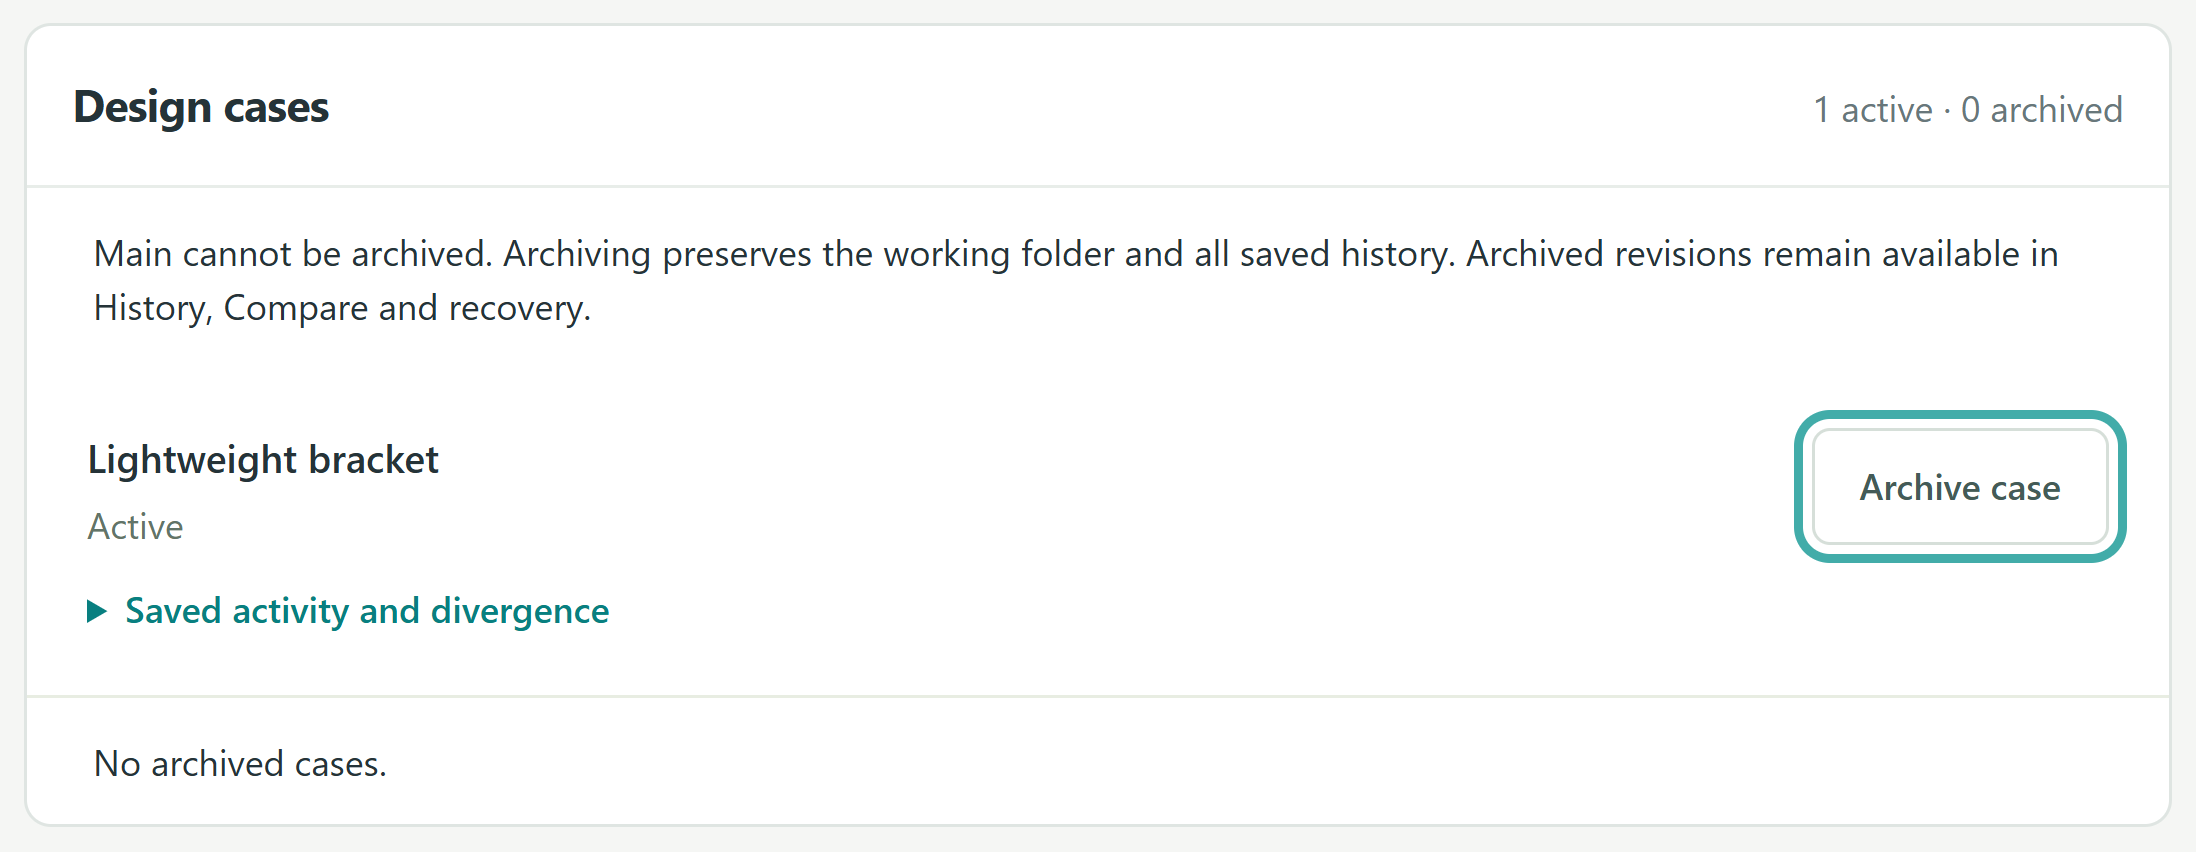 Design cases
1 active · 0 archived
Main cannot be archived. Archiving preserves the working folder and all saved history. Archived revisions remain available in
History, Compare and recovery.
Lightweight bracket
Archive case
Active
Saved activity and divergence
No archived cases.